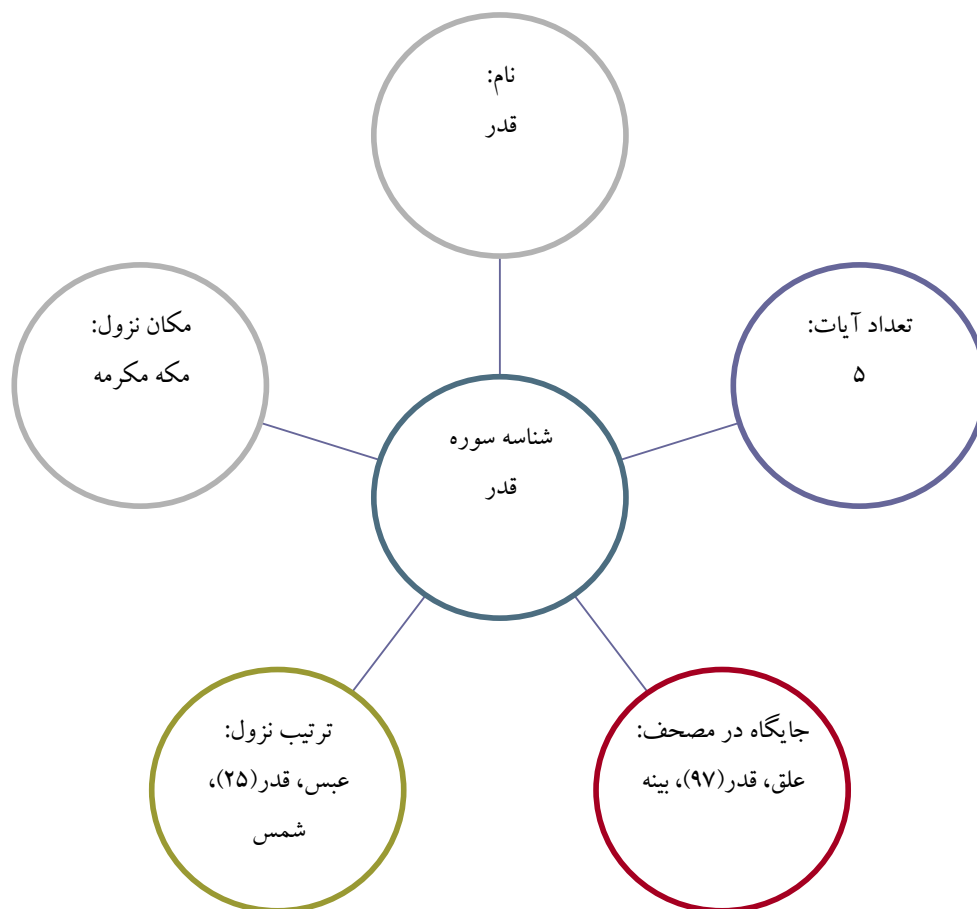 نام:
قدر
تعداد آیات:
۵
مکان نزول:
مکه مکرمه
شناسه سوره
قدر
جایگاه در مصحف:
علق، قدر(۹۷)، بینه
ترتیب نزول:
عبس، قدر(۲۵)،
شمس